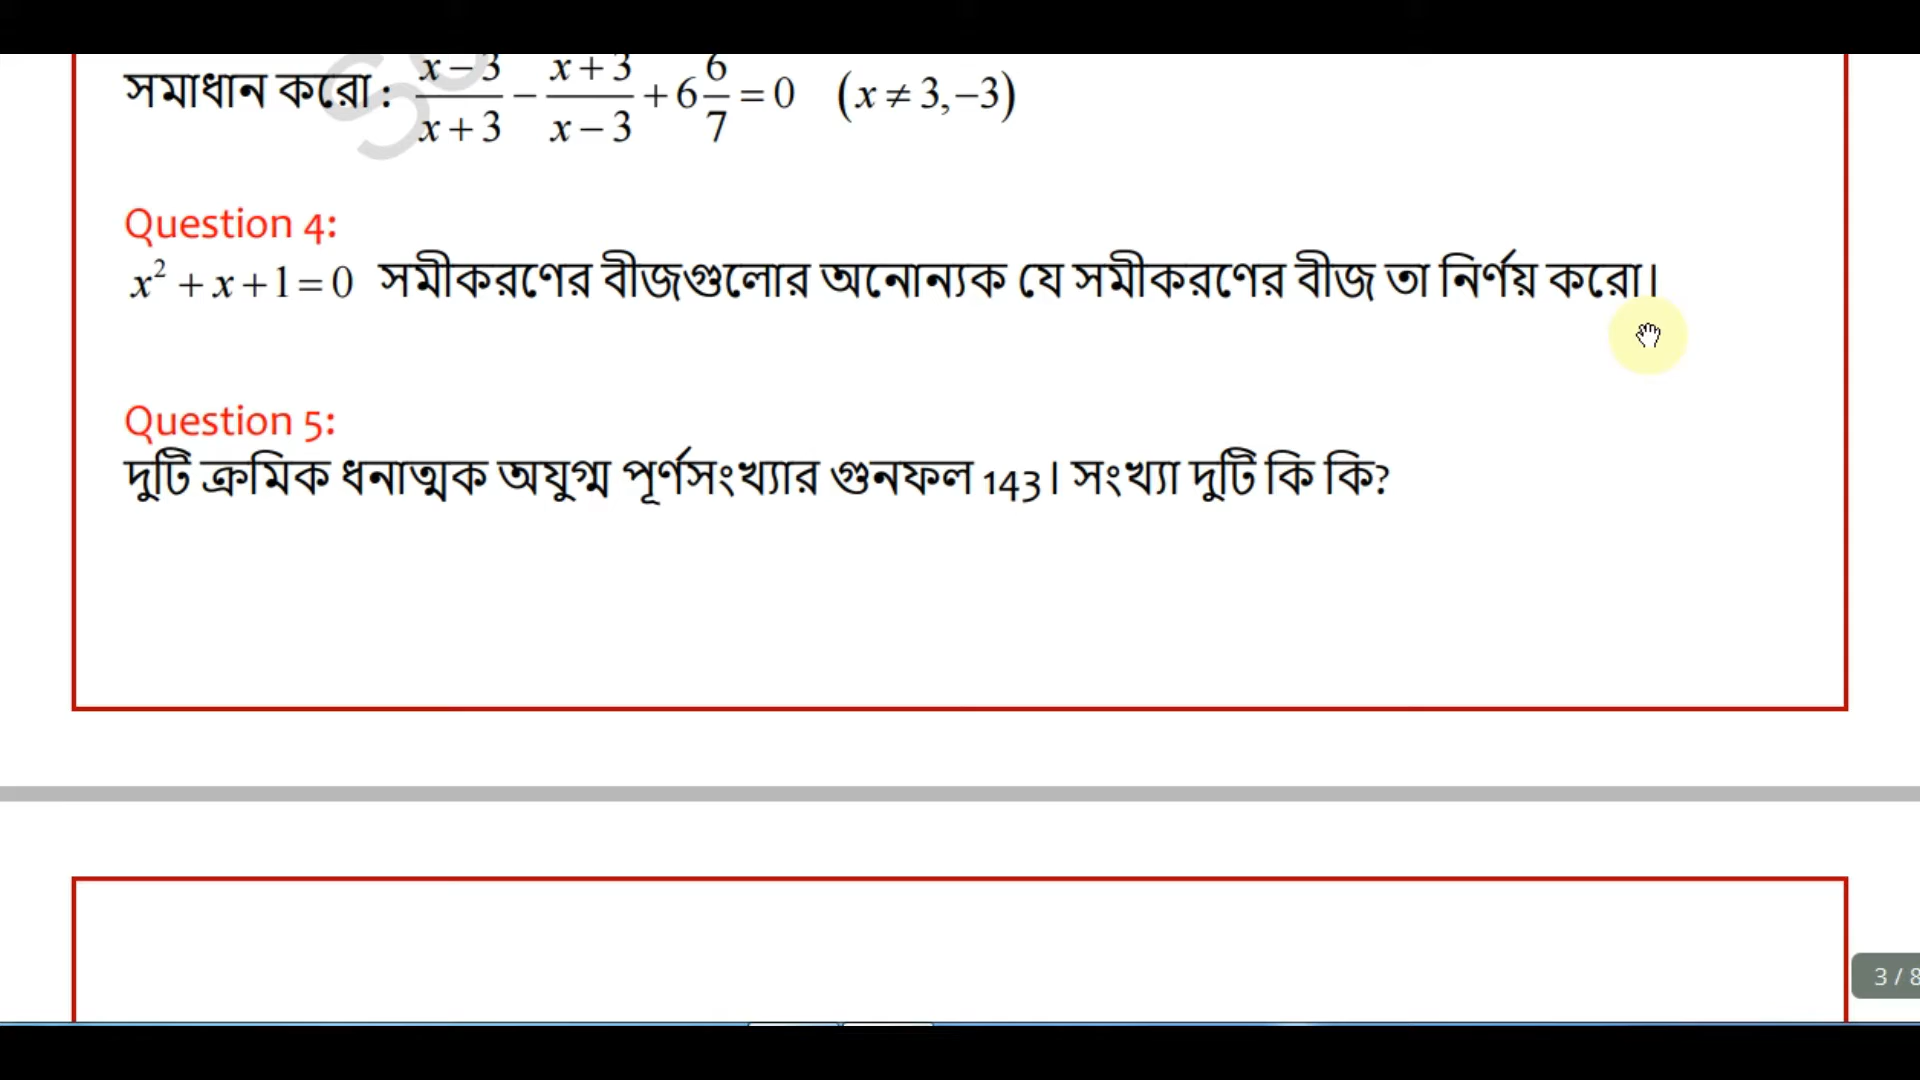 সমাধান করো: (x−3)/(x+3) − (x+3)/(x−3) + 6 6/7 = 0 (x ≠ 3, −3)
Question 4:
x² + x + 1 = 0 সমীকরণের বীজগুলোর অনোন্যক যে সমীকরণের বীজ তা নির্ণয় করো।
Question 5:
দুটি ক্রমিক ধনাত্মক অযুগ্ম পূর্ণসংখ্যার গুনফল 143। সংখ্যা দুটি কি কি?
3 / 8